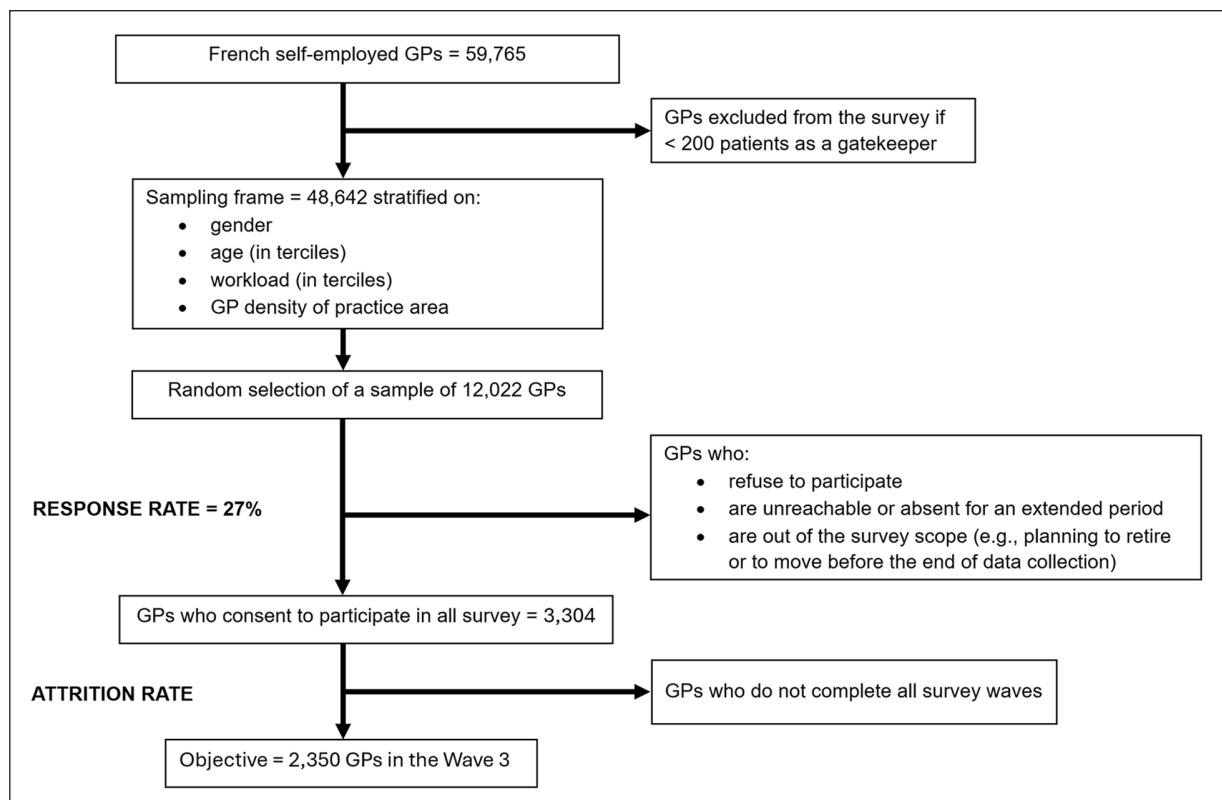 French self-employed GPs = 59,765
GPs excluded from the survey if
< 200 patients as a gatekeeper
Sampling frame = 48,642 stratified on:
• gender
• age (in terciles)
• workload (in terciles)
• GP density of practice area
Random selection of a sample of 12,022 GPs
GPs who:
• refuse to participate
• are unreachable or absent for an extended period
• are out of the survey scope (e.g., planning to retire
or to move before the end of data collection)
RESPONSE RATE = 27%
GPs who consent to participate in all survey = 3,304
ATTRITION RATE
GPs who do not complete all survey waves
Objective = 2,350 GPs in the Wave 3